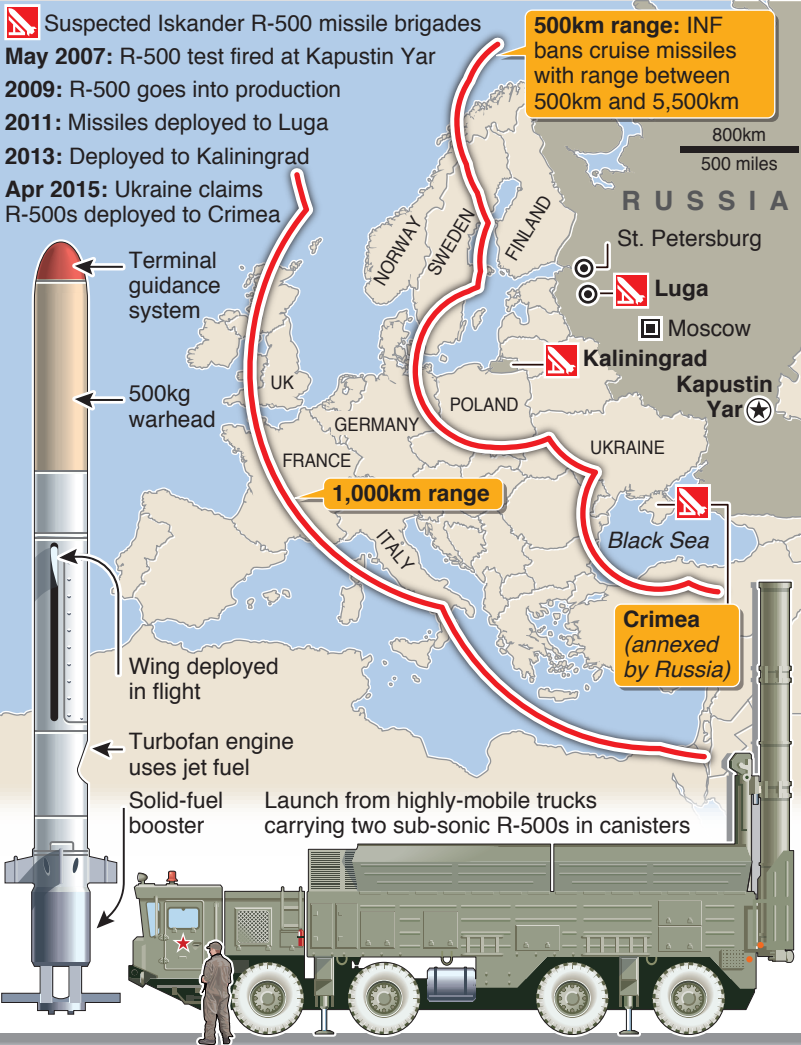 Suspected Iskander R-500 missile brigades
May 2007: R-500 test fired at Kapustin Yar
2009: R-500 goes into production
2011: Missiles deployed to Luga
2013: Deployed to Kaliningrad
Apr 2015: Ukraine claims
R-500s deployed to Crimea
500km range: INF
bans cruise missiles
with range between
500km and 5,500km
800km
500 miles
RUSSIA
NORWAY
SWEDEN
FINLAND
St. Petersburg
Luga
Moscow
Kaliningrad
Kapustin
Yar
UK
GERMANY
POLAND
UKRAINE
FRANCE
1,000km range
ITALY
Black Sea
Crimea
(annexed
by Russia)
Terminal
guidance
system
500kg
warhead
Wing deployed
in flight
Turbofan engine
uses jet fuel
Solid-fuel
booster
Launch from highly-mobile trucks
carrying two sub-sonic R-500s in canisters